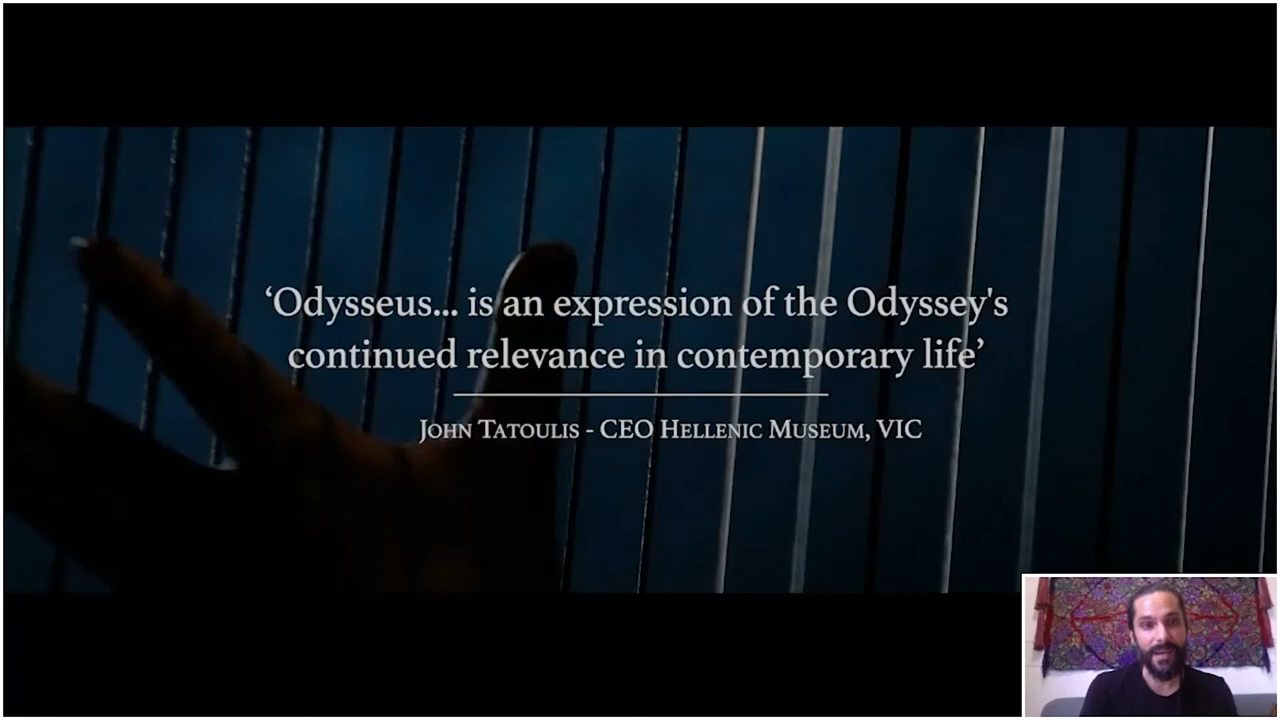 ‘Odysseus... is an expression of the Odyssey's
continued relevance in contemporary life’
John Tatoulis - CEO Hellenic Museum, VIC